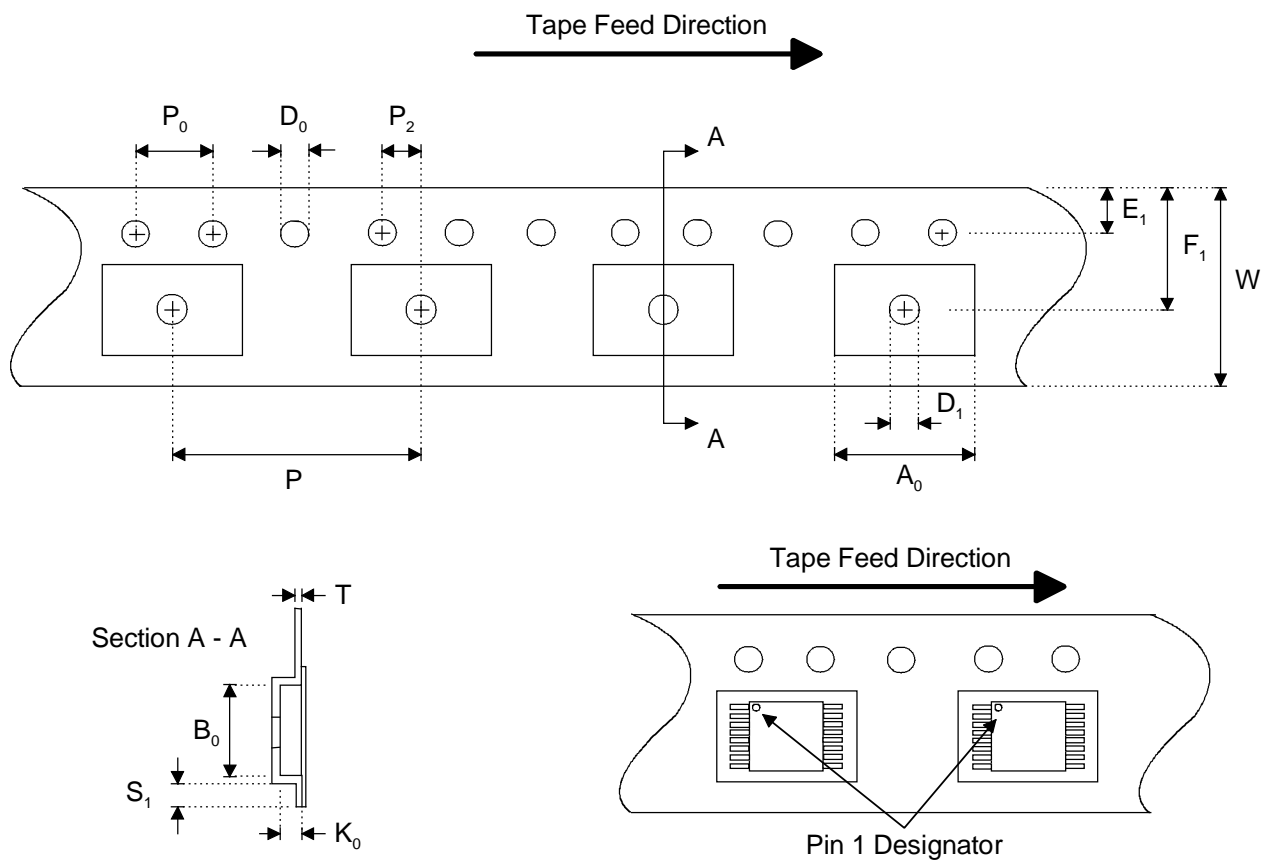 Tape Feed Direction
P0 D0 P2 A
E1
F1
W
D1
A
P A0
Tape Feed Direction
T
Section A - A
B0
S1
K0
Pin 1 Designator